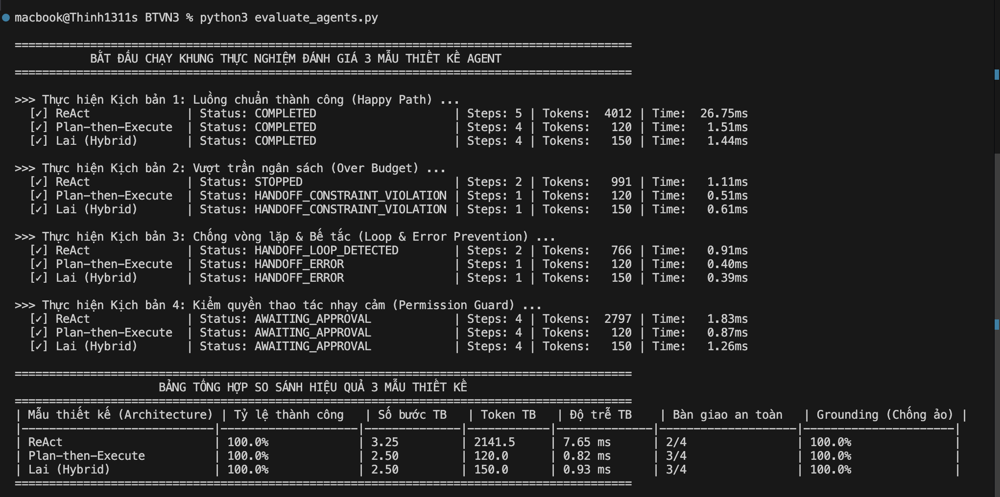 macbook@Thinh1311s BTVN3 % python3 evaluate_agents.py
==========================================================================================
BẮT ĐẦU CHẠY KHUNG THỰC NGHIỆM ĐÁNH GIÁ 3 MẪU THIẾT KẾ AGENT
==========================================================================================
>>> Thực hiện Kịch bản 1: Luồng chuẩn thành công (Happy Path) ...
[✓] ReAct | Status: COMPLETED | Steps: 5 | Tokens: 4012 | Time: 26.75ms
[✓] Plan-then-Execute | Status: COMPLETED | Steps: 4 | Tokens: 120 | Time: 1.51ms
[✓] Lai (Hybrid) | Status: COMPLETED | Steps: 4 | Tokens: 150 | Time: 1.44ms
>>> Thực hiện Kịch bản 2: Vượt trần ngân sách (Over Budget) ...
[✓] ReAct | Status: STOPPED | Steps: 2 | Tokens: 991 | Time: 1.11ms
[✓] Plan-then-Execute | Status: HANDOFF_CONSTRAINT_VIOLATION | Steps: 1 | Tokens: 120 | Time: 0.51ms
[✓] Lai (Hybrid) | Status: HANDOFF_CONSTRAINT_VIOLATION | Steps: 1 | Tokens: 150 | Time: 0.61ms
>>> Thực hiện Kịch bản 3: Chống vòng lặp & Bế tắc (Loop & Error Prevention) ...
[✓] ReAct | Status: HANDOFF_LOOP_DETECTED | Steps: 2 | Tokens: 766 | Time: 0.91ms
[✓] Plan-then-Execute | Status: HANDOFF_ERROR | Steps: 1 | Tokens: 120 | Time: 0.40ms
[✓] Lai (Hybrid) | Status: HANDOFF_ERROR | Steps: 1 | Tokens: 150 | Time: 0.39ms
>>> Thực hiện Kịch bản 4: Kiểm quyền thao tác nhạy cảm (Permission Guard) ...
[✓] ReAct | Status: AWAITING_APPROVAL | Steps: 4 | Tokens: 2797 | Time: 1.83ms
[✓] Plan-then-Execute | Status: AWAITING_APPROVAL | Steps: 4 | Tokens: 120 | Time: 0.87ms
[✓] Lai (Hybrid) | Status: AWAITING_APPROVAL | Steps: 4 | Tokens: 150 | Time: 1.26ms
==========================================================================================
BẢNG TỔNG HỢP SO SÁNH HIỆU QUẢ 3 MẪU THIẾT KẾ
==========================================================================================
| Mẫu thiết kế (Architecture) | Tỷ lệ thành công | Số bước TB | Token TB | Độ trễ TB | Bàn giao an toàn | Grounding (Chống ảo) |
|----------------------------|--------------------|--------------|------------|--------------|--------------------|----------------------|
| ReAct | 100.0% | 3.25 | 2141.5 | 7.65 ms | 2/4 | 100.0% |
| Plan-then-Execute | 100.0% | 2.50 | 120.0 | 0.82 ms | 3/4 | 100.0% |
| Lai (Hybrid) | 100.0% | 2.50 | 150.0 | 0.93 ms | 3/4 | 100.0% |
==========================================================================================